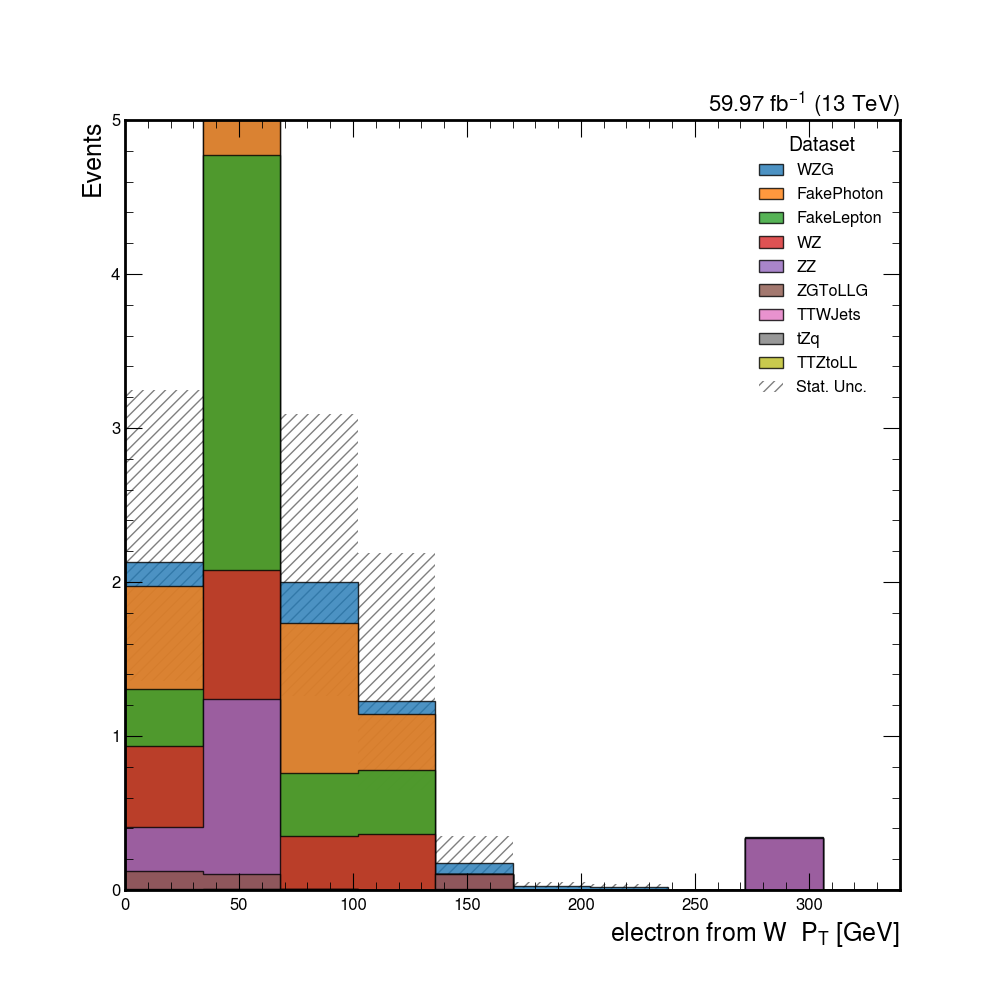 59.97 fb⁻¹ (13 TeV)
Events
5
4
3
2
1
0
Dataset
WZG
FakePhoton
FakeLepton
WZ
ZZ
ZGToLLG
TTWJets
tZq
TTZtoLL
Stat. Unc.
0 50 100 150 200 250 300
electron from W P_T [GeV]